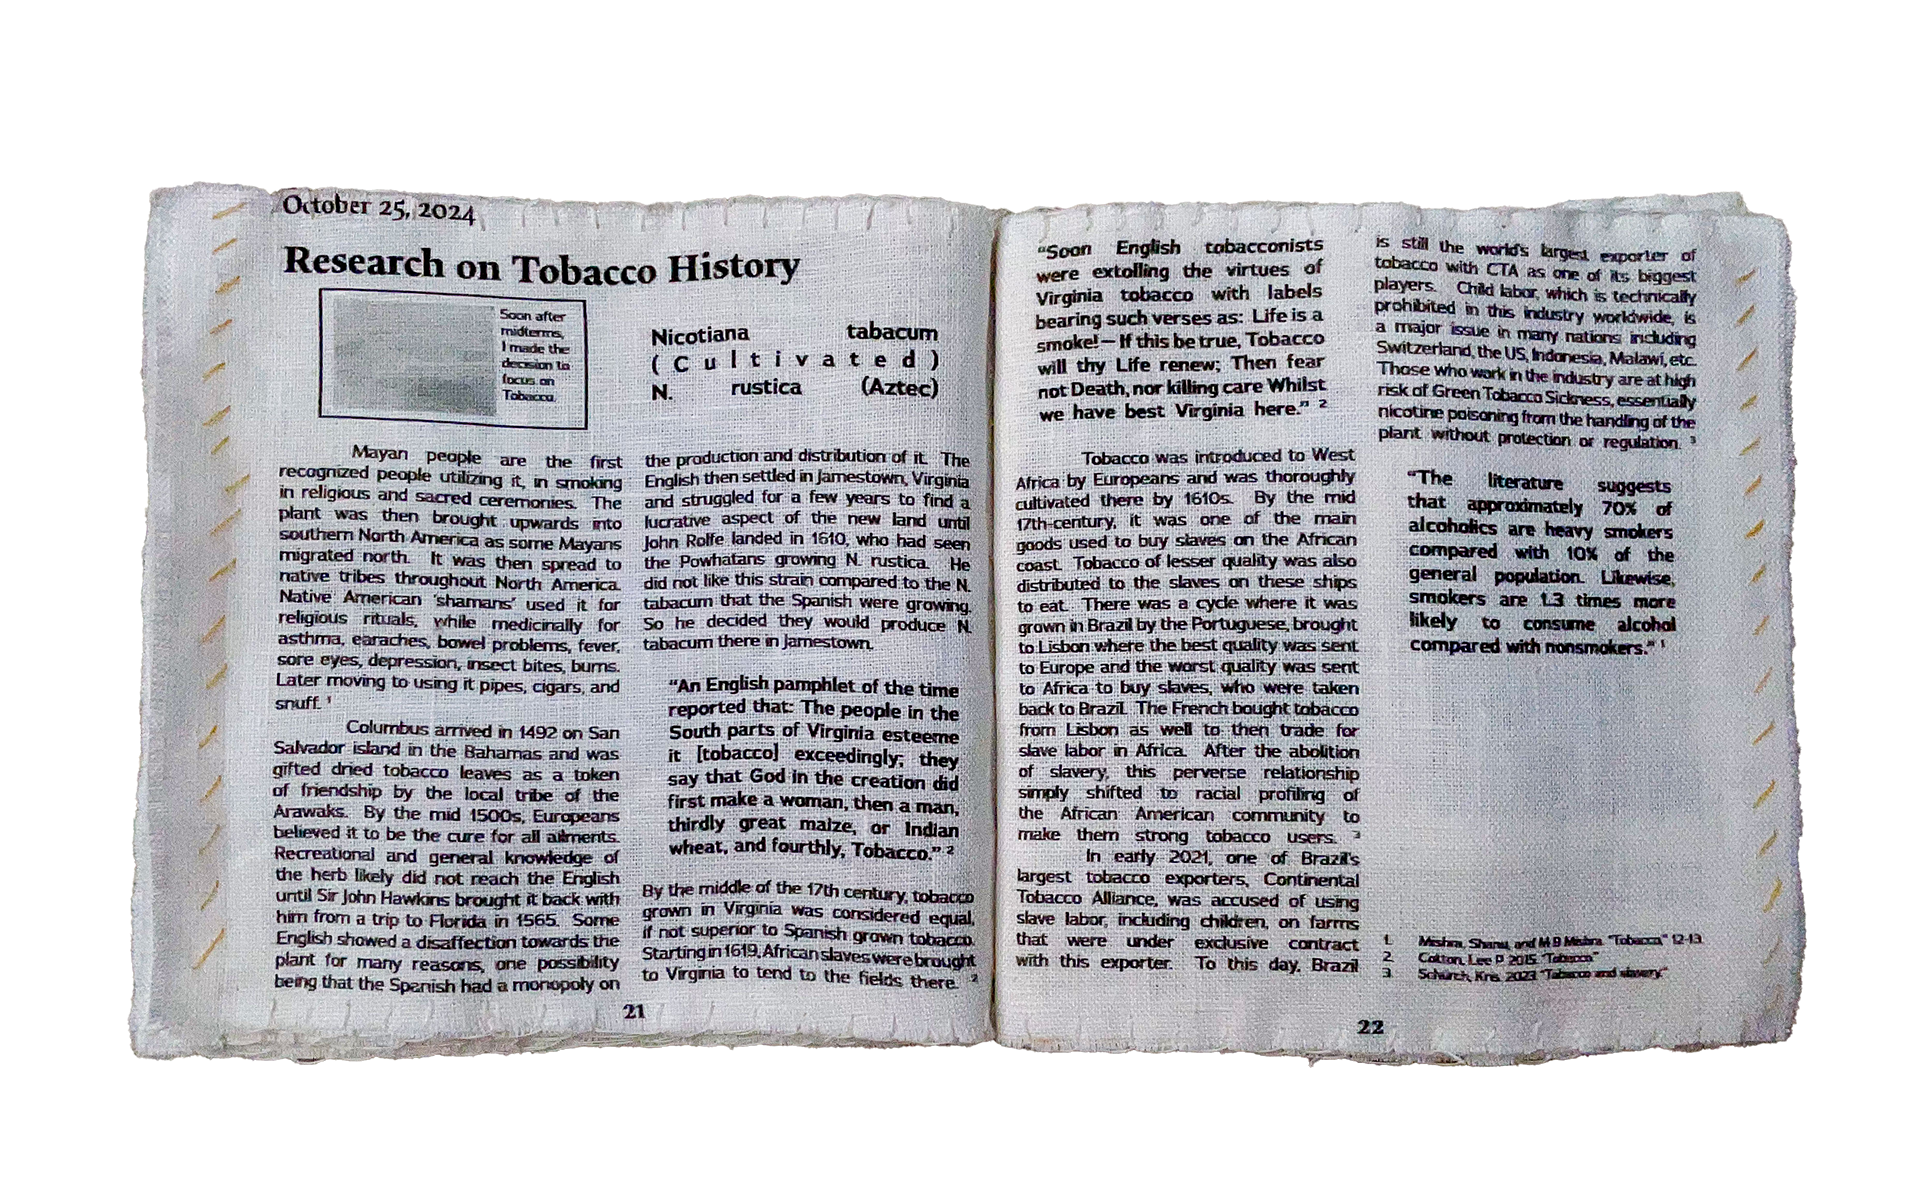 October 25, 2024
Research on Tobacco History
Soon after
midterms,
I made the
decision to
focus on
Tobacco.
Nicotiana tabacum
(Cultivated)
N. rustica (Aztec)
Mayan people are the first
recognized people utilizing it, in smoking
in religious and sacred ceremonies. The
plant was then brought upwards into
southern North America as some Mayans
migrated north. It was then spread to
native tribes throughout North America.
Native American 'shamans' used it for
religious rituals, while medicinally for
asthma, earaches, bowel problems, fever,
sore eyes, depression, insect bites, burns.
Later moving to using it pipes, cigars, and
snuff. 1
Columbus arrived in 1492 on San
Salvador island in the Bahamas and was
gifted dried tobacco leaves as a token
of friendship by the local tribe of the
Arawaks. By the mid 1500s, Europeans
believed it to be the cure for all ailments.
Recreational and general knowledge of
the herb likely did not reach the English
until Sir John Hawkins brought it back with
him from a trip to Florida in 1565. Some
English showed a disaffection towards the
plant for many reasons, one possibility
being that the Spanish had a monopoly on
the production and distribution of it. The
English then settled in Jamestown, Virginia
and struggled for a few years to find a
lucrative aspect of the new land until
John Rolfe landed in 1610, who had seen
the Powhatans growing N. rustica. He
did not like this strain compared to the N.
tabacum that the Spanish were growing.
So he decided they would produce N.
tabacum there in Jamestown.
"An English pamphlet of the time
reported that: The people in the
South parts of Virginia esteeme
it [tobacco] exceedingly; they
say that God in the creation did
first make a woman, then a man,
thirdly great maize, or Indian
wheat, and fourthly, Tobacco." 2
By the middle of the 17th century, tobacco
grown in Virginia was considered equal,
if not superior to Spanish grown tobacco.
Starting in 1619, African slaves were brought
to Virginia to tend to the fields there. 2
21
"Soon English tobacconists
were extolling the virtues of
Virginia tobacco with labels
bearing such verses as: Life is a
smoke! — If this be true, Tobacco
will thy Life renew; Then fear
not Death, nor killing care Whilst
we have best Virginia here." 2
Tobacco was introduced to West
Africa by Europeans and was thoroughly
cultivated there by 1610s. By the mid
17th-century, it was one of the main
goods used to buy slaves on the African
coast. Tobacco of lesser quality was also
distributed to the slaves on these ships
to eat. There was a cycle where it was
grown in Brazil by the Portuguese, brought
to Lisbon where the best quality was sent
to Europe and the worst quality was sent
to Africa to buy slaves, who were taken
back to Brazil. The French bought tobacco
from Lisbon as well to then trade for
slave labor in Africa. After the abolition
of slavery, this perverse relationship
simply shifted to racial profiling of
the African American community to
make them strong tobacco users. 3
In early 2021, one of Brazil's
largest tobacco exporters, Continental
Tobacco Alliance, was accused of using
slave labor, including children, on farms
that were under exclusive contract
with this exporter. To this day, Brazil
is still the world's largest exporter of
tobacco with CTA as one of its biggest
players. Child labor, which is technically
prohibited in this industry worldwide, is
a major issue in many nations including
Switzerland, the US, Indonesia, Malawi, etc.
Those who work in the industry are at high
risk of Green Tobacco Sickness, essentially
nicotine poisoning from the handling of the
plant without protection or regulation. 3
"The literature suggests
that approximately 70% of
alcoholics are heavy smokers
compared with 10% of the
general population. Likewise,
smokers are 1.3 times more
likely to consume alcohol
compared with nonsmokers." 1
1. Mishra, Shanu, and M B Mishra. "Tobacco," 12-13.
2. Cotton, Lee P. 2015. "Tobacco"
3. Schürch, Kris. 2023. "Tobacco and slavery."
22